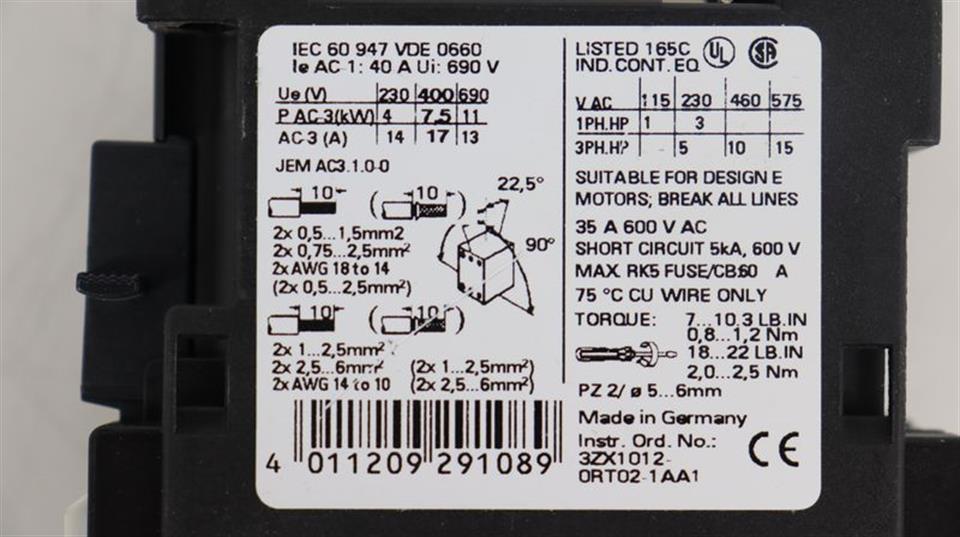 IEC 60 947 VDE 0660
Ie AC-1: 40 A Ui: 690 V
Ue (V) 230 400 690
P AC-3(kW) 4 7,5 11
AC-3 (A) 14 17 13
JEM AC3.1.0-0
10 ( 10 ) 22,5°
90°
2x 0,5...1,5mm2
2x 0,75...2,5mm²
2x AWG 18 to 14
(2x 0,5...2,5mm²)
10 ( 10 )
2x 1...2,5mm²
2x 2,5...6mm² (2x 1...2,5mm²)
2x AWG 14 to 10 (2x 2,5...6mm²)
4 011209 291089
LISTED 165C UL SA
IND. CONT. EQ
V AC 115 230 460 575
1PH.HP 1 3
3PH.HP 5 10 15
SUITABLE FOR DESIGN E
MOTORS; BREAK ALL LINES
35 A 600 V AC
SHORT CIRCUIT 5kA, 600 V
MAX. RK5 FUSE/CB:60 A
75 °C CU WIRE ONLY
TORQUE: 7...10,3 LB.IN
0,8...1,2 Nm
18...22 LB.IN
2,0...2,5 Nm
PZ 2/ ø 5...6mm
Made in Germany
Instr. Ord. No.:
3ZX1012-
0RT02-1AA1
CE